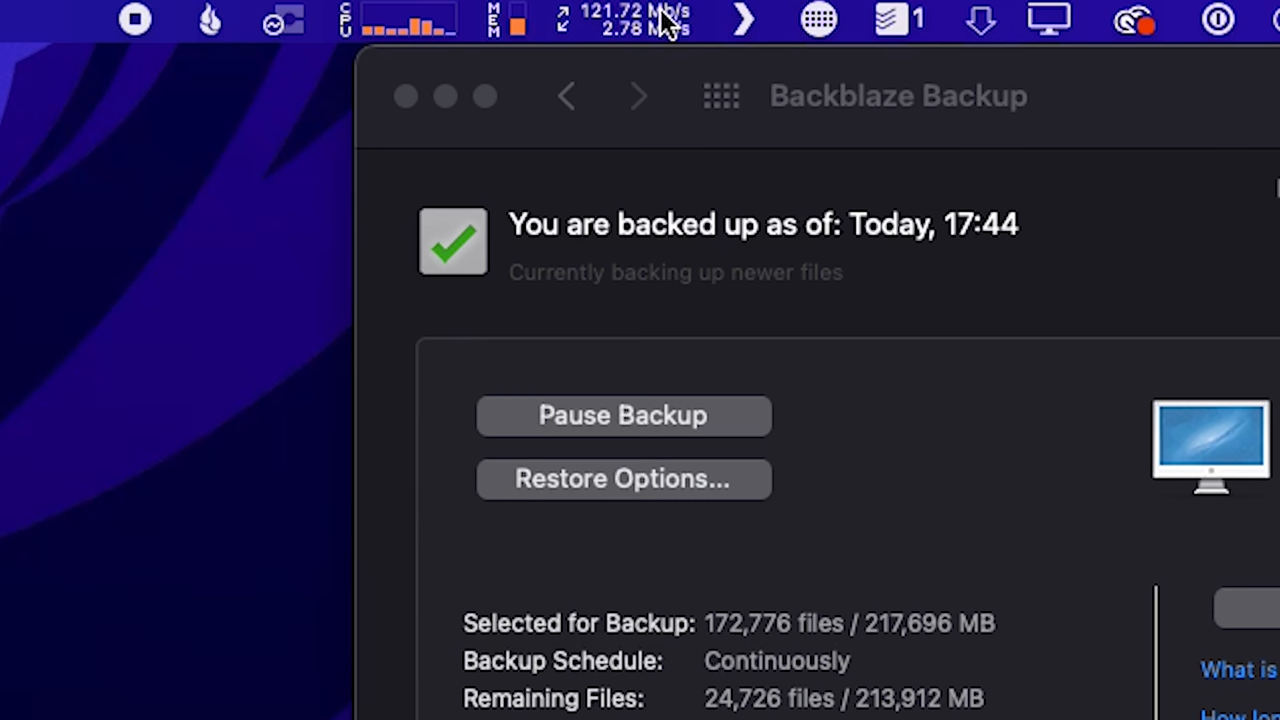 CPU
MEM
121.72 Mb/s
2.78
1
Backblaze Backup
You are backed up as of: Today, 17:44
Currently backing up newer files
Pause Backup
Restore Options...
Selected for Backup: 172,776 files / 217,696 MB
Backup Schedule: Continuously
What is
Remaining Files: 24,726 files / 213,912 MB